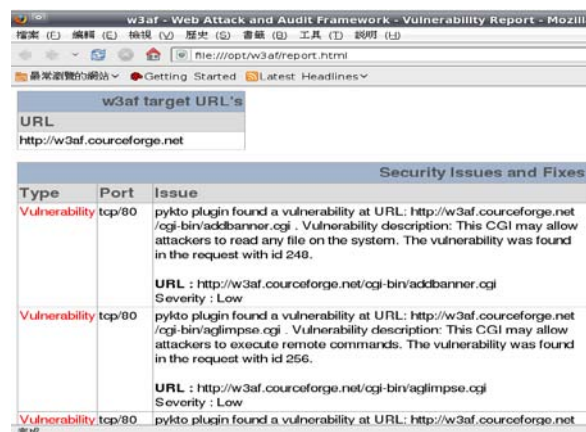 w3af - Web Attack and Audit Framework - Vulnerability Report - Mozil
檔案 (F) 編輯 (E) 檢視 (V) 歷史 (S) 書籤 (B) 工具 (T) 說明 (H)
file:///opt/w3af/report.html
最常瀏覽的網站 Getting Started Latest Headlines
w3af target URL's
URL
http://w3af.courceforge.net
Security Issues and Fixes
Type Port Issue
Vulnerability tcp/80 pykto plugin found a vulnerability at URL: http://w3af.courceforge.net
/cgi-bin/addbanner.cgi . Vulnerability description: This CGI may allow
attackers to read any file on the system. The vulnerability was found
in the request with id 248.
URL : http://w3af.courceforge.net/cgi-bin/addbanner.cgi
Severity : Low
Vulnerability tcp/80 pykto plugin found a vulnerability at URL: http://w3af.courceforge.net
/cgi-bin/aglimpse.cgi . Vulnerability description: This CGI may allow
attackers to execute remote commands. The vulnerability was found
in the request with id 256.
URL : http://w3af.courceforge.net/cgi-bin/aglimpse.cgi
Severity : Low
Vulnerability tcp/80 pykto plugin found a vulnerability at URL: http://w3af.courceforge.net